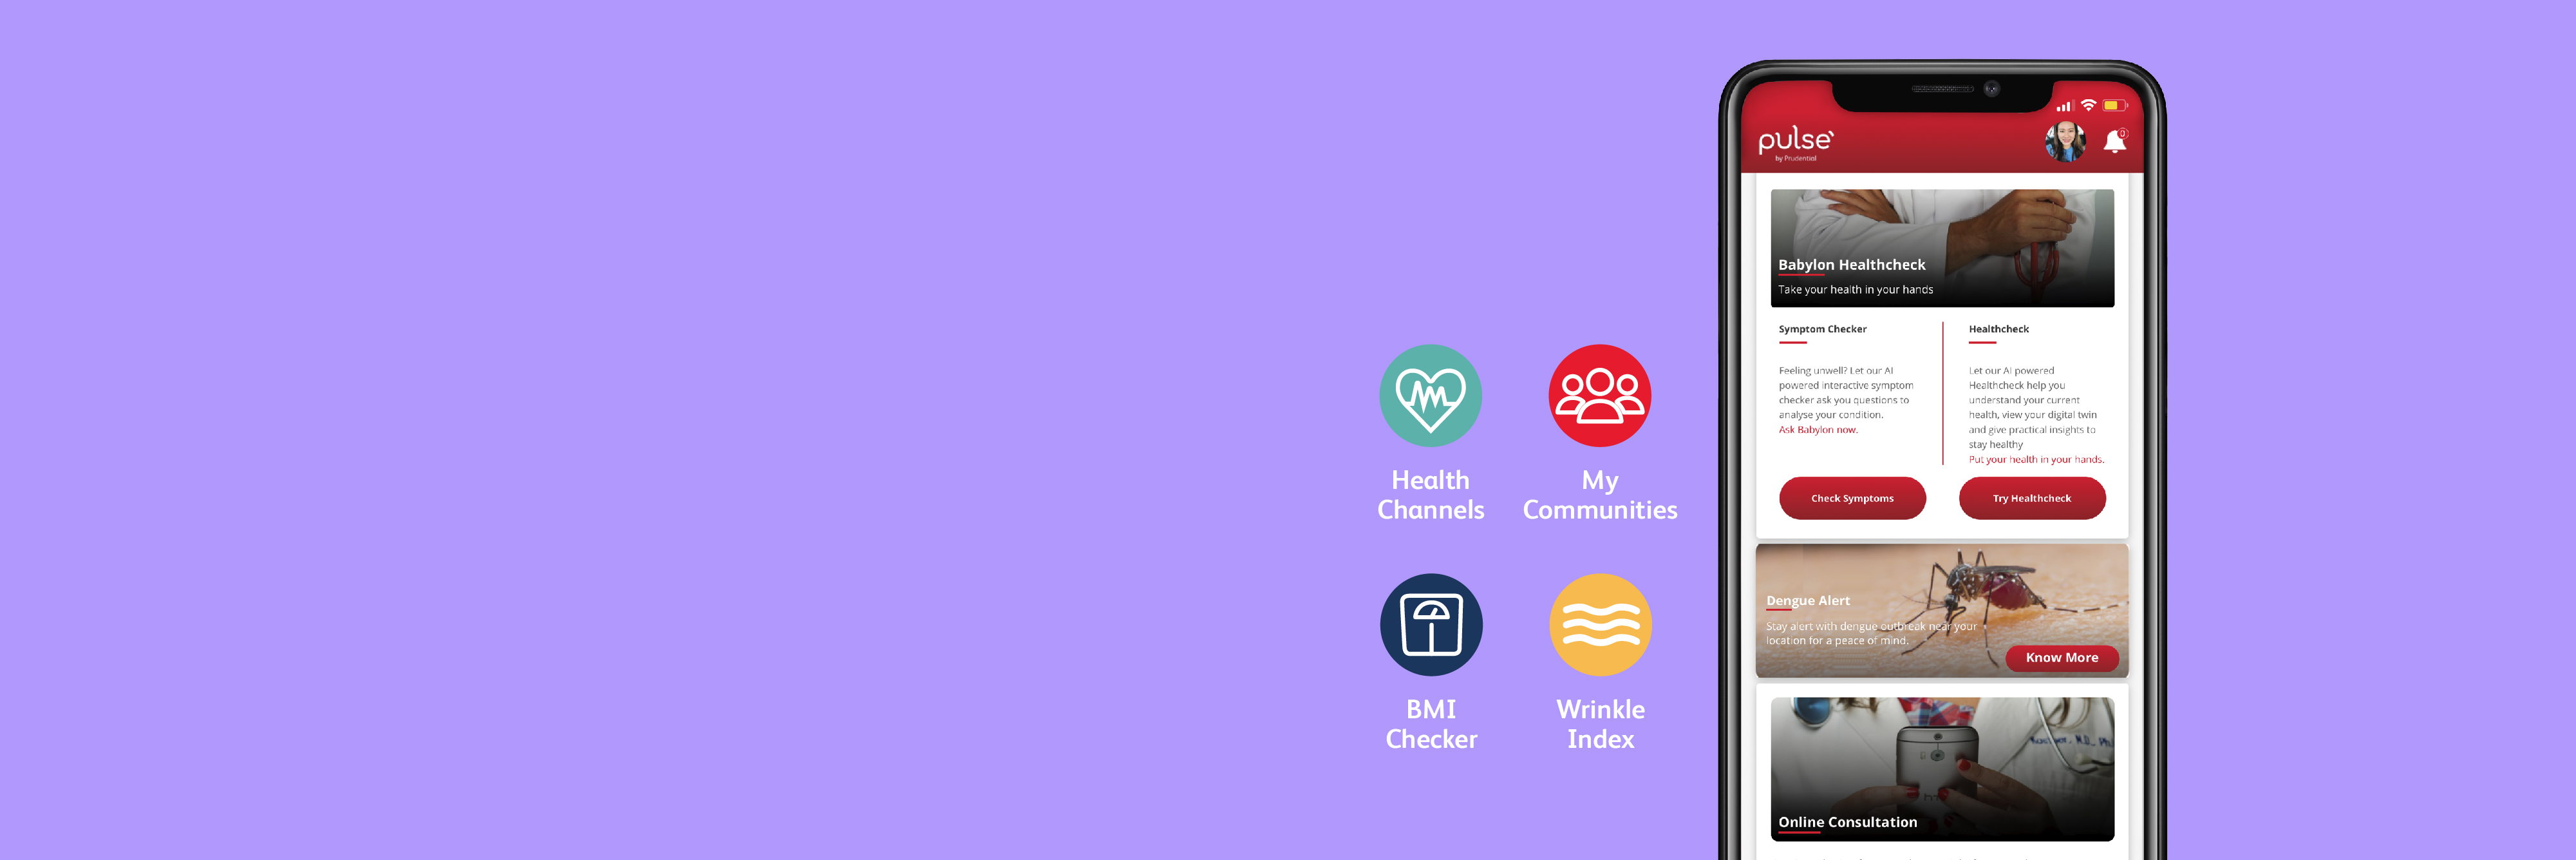 Health
Channels
My
Communities
BMI
Checker
Wrinkle
Index
pulse
by Prudential
0
Babylon Healthcheck
Take your health in your hands
Symptom Checker
Feeling unwell? Let our AI
powered interactive symptom
checker ask you questions to
analyse your condition.
Ask Babylon now.
Check Symptoms
Healthcheck
Let our AI powered
Healthcheck help you
understand your current
health, view your digital twin
and give practical insights to
stay healthy
Put your health in your hands.
Try Healthcheck
Dengue Alert
Stay alert with dengue outbreak near your
location for a peace of mind.
Know More
Online Consultation